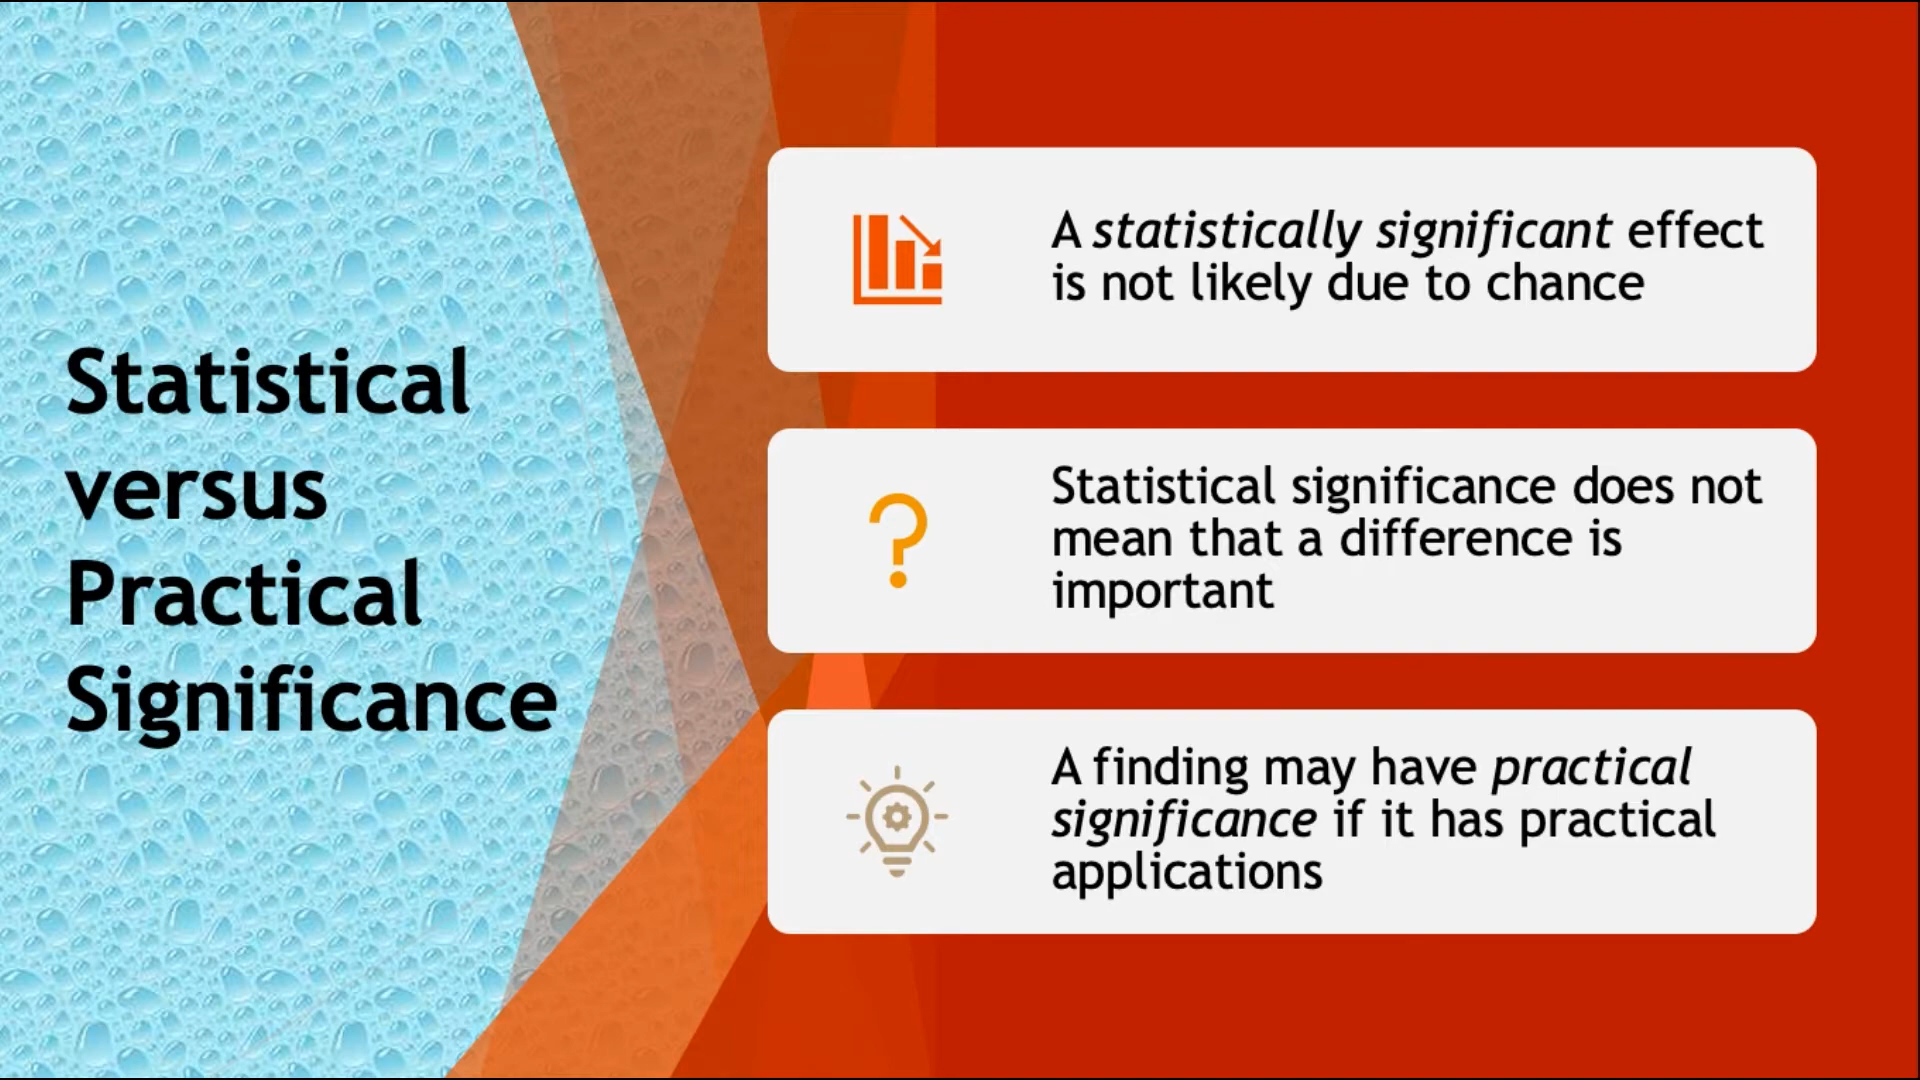 Statistical
versus
Practical
Significance
A statistically significant effect
is not likely due to chance
Statistical significance does not
mean that a difference is
important
A finding may have practical
significance if it has practical
applications